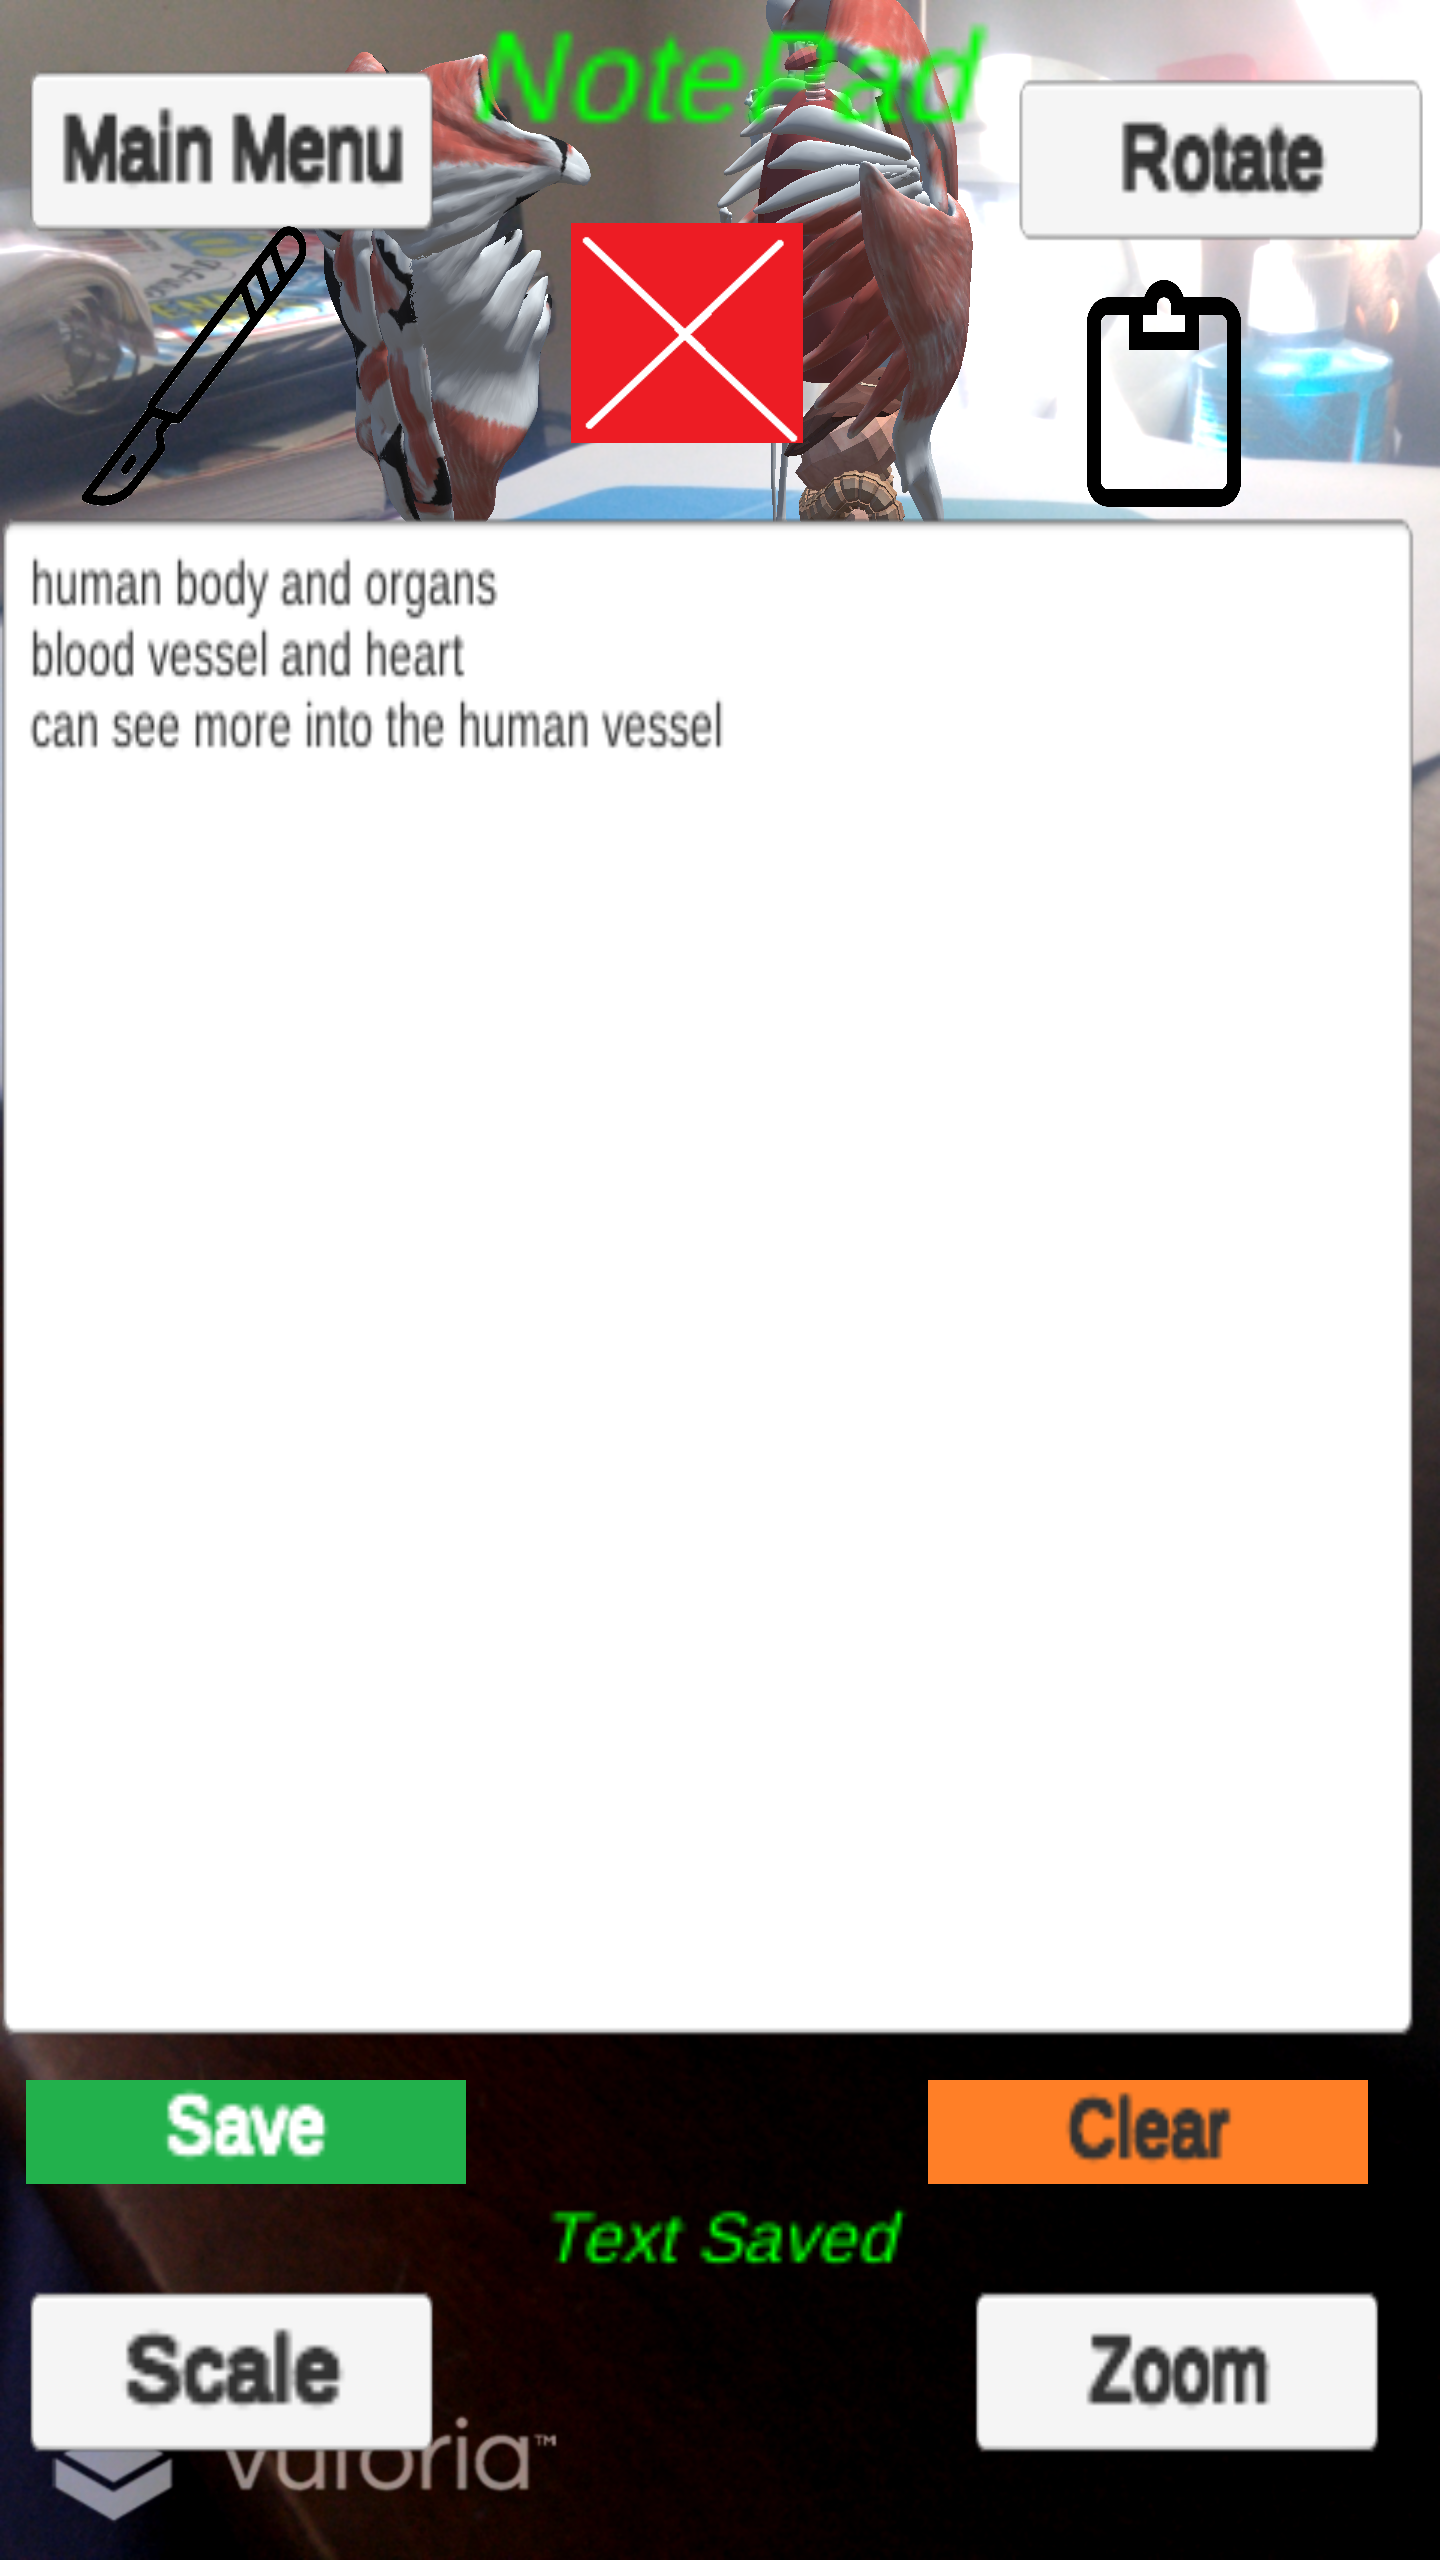 NotePad
Main Menu
Rotate
human body and organs
blood vessel and heart
can see more into the human vessel
Save
Clear
Text Saved
Scale
Zoom
vuforia™